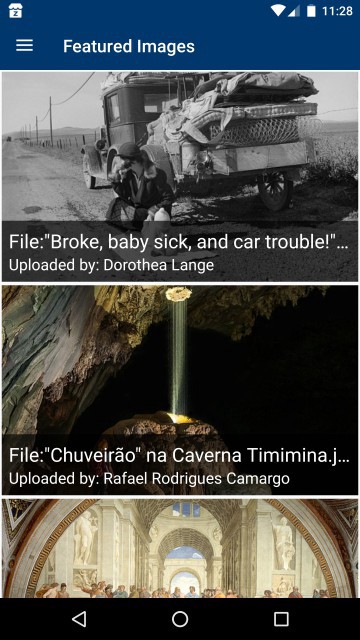 11:28
Featured Images
File:"Broke, baby sick, and car trouble!"...
Uploaded by: Dorothea Lange
File:"Chuveirão" na Caverna Timimina.j...
Uploaded by: Rafael Rodrigues Camargo